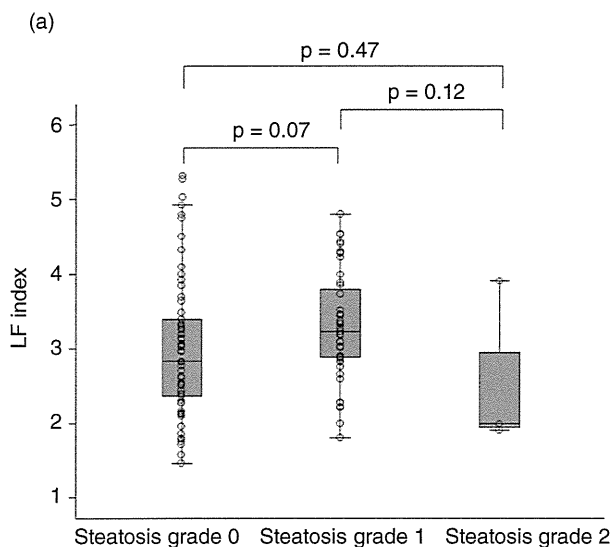 (a)
p = 0.47
p = 0.12
p = 0.07
6
5
4
3
2
1
LF index
Steatosis grade 0 Steatosis grade 1 Steatosis grade 2